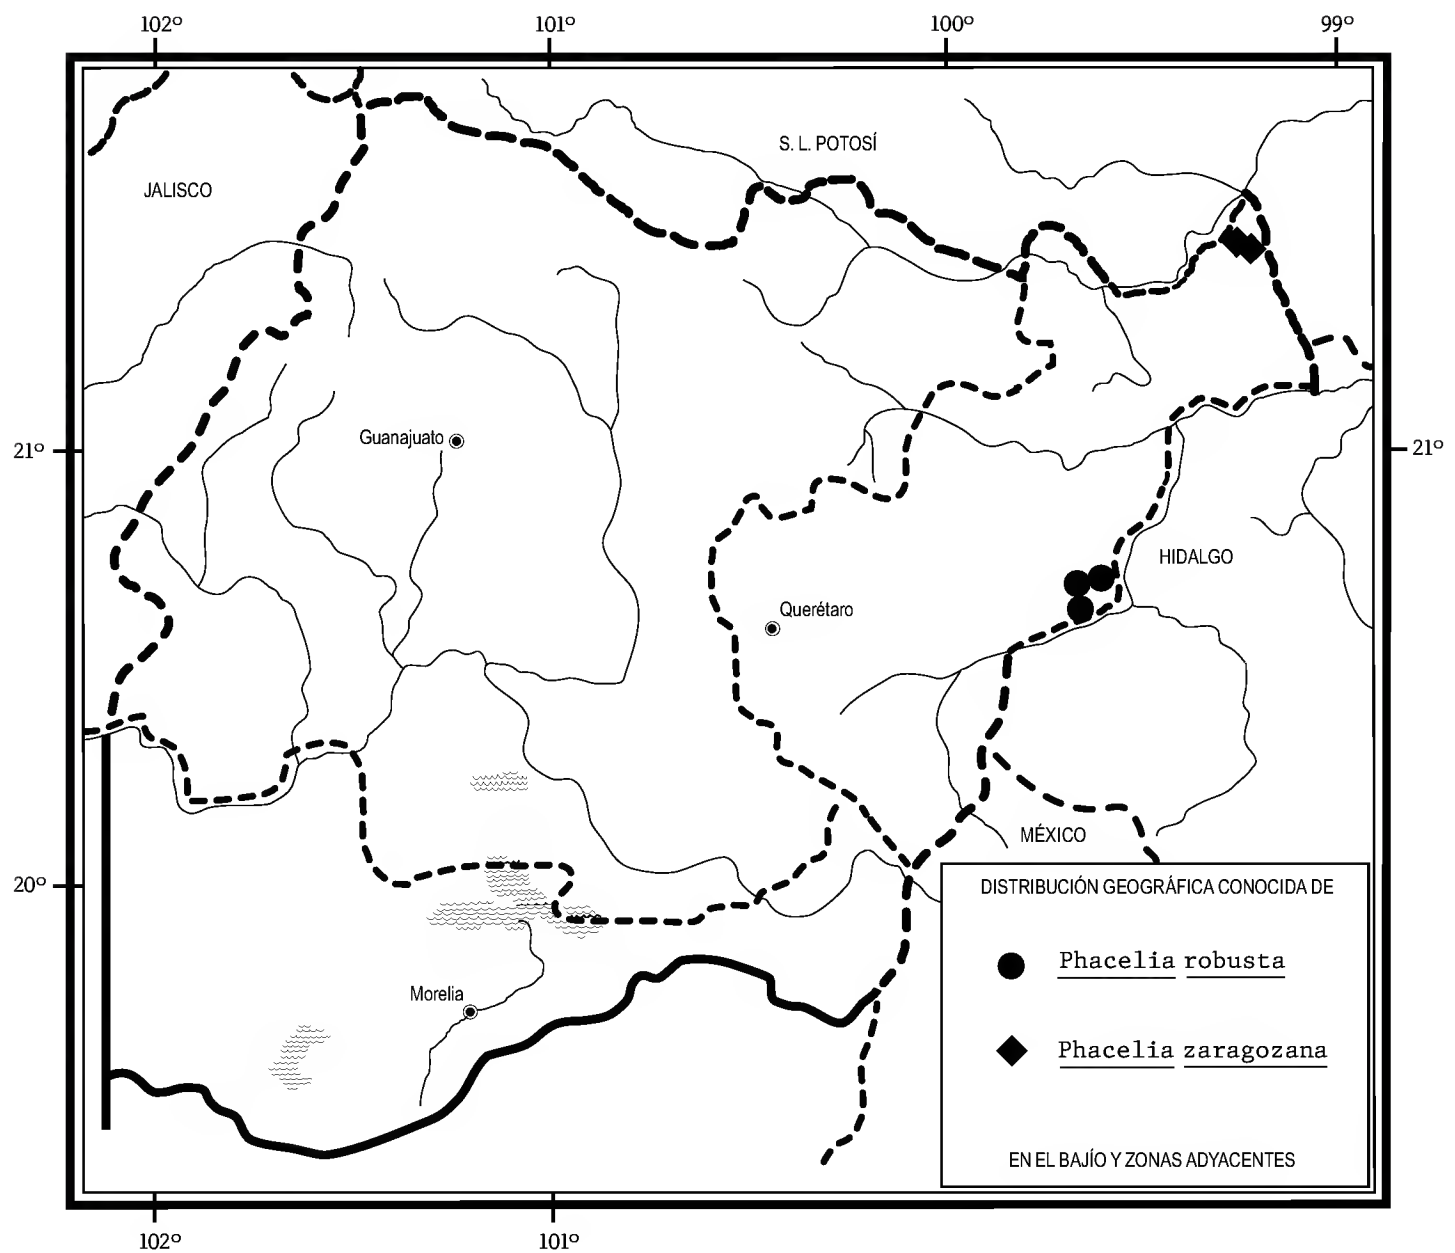 102º 101º 100º 99º
S. L. POTOSÍ
JALISCO
Guanajuato
21º 21º
HIDALGO
Querétaro
MÉXICO
20º
DISTRIBUCIÓN GEOGRÁFICA CONOCIDA DE
Phacelia robusta
Morelia
Phacelia zaragozana
EN EL BAJÍO Y ZONAS ADYACENTES
102º 101º